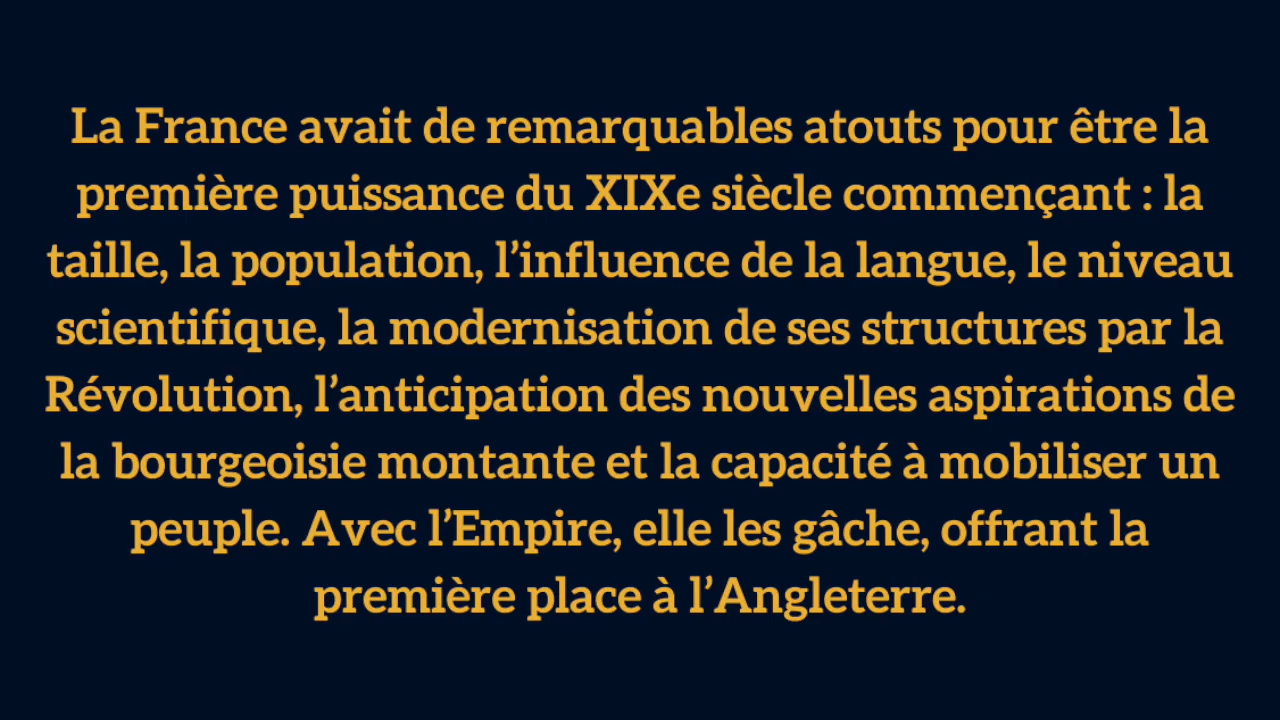 La France avait de remarquables atouts pour être la
première puissance du XIXe siècle commençant : la
taille, la population, l’influence de la langue, le niveau
scientifique, la modernisation de ses structures par la
Révolution, l’anticipation des nouvelles aspirations de
la bourgeoisie montante et la capacité à mobiliser un
peuple. Avec l’Empire, elle les gâche, offrant la
première place à l’Angleterre.